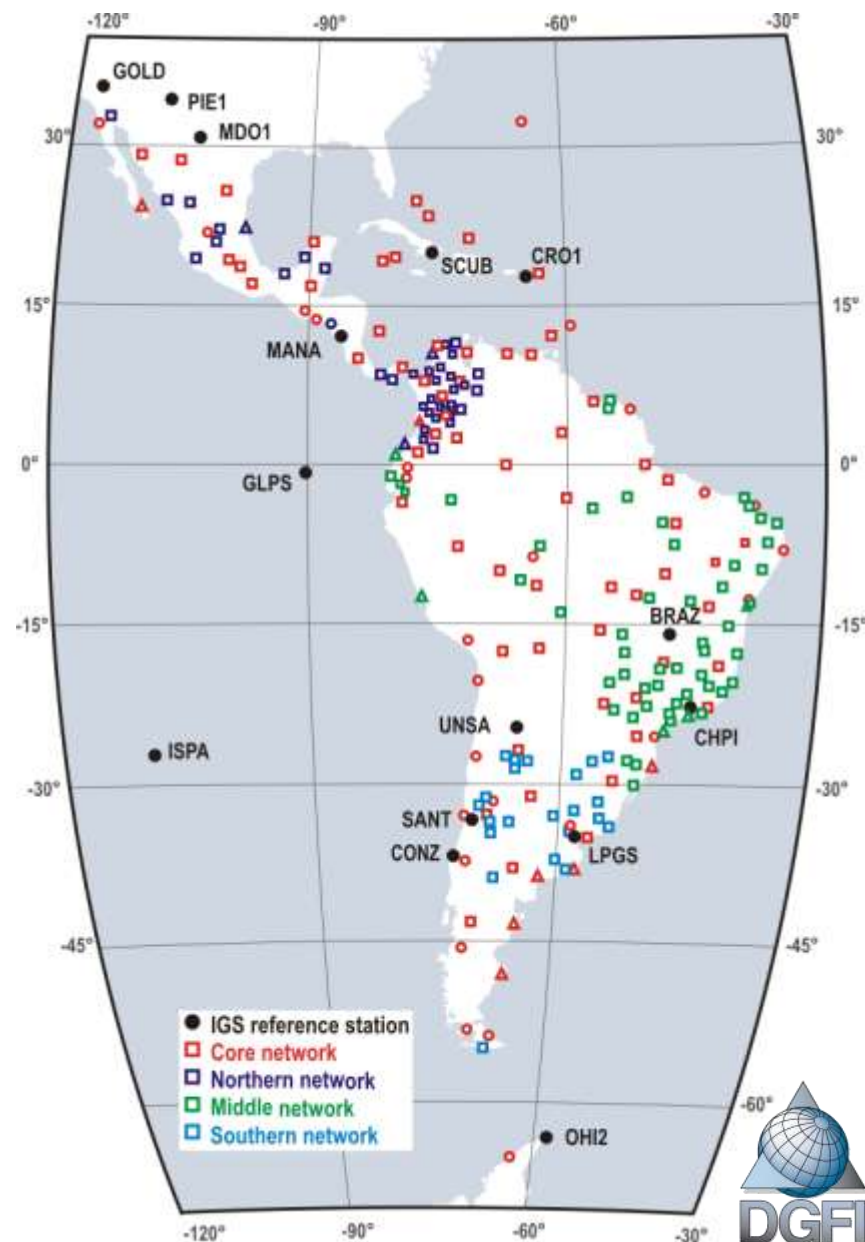 -120°
-90°
-60°
-30°
GOLD
PIE1
MDO1
30°
30°
SCUB
CRO1
15°
15°
MANA
0°
0°
GLPS
-15°
-15°
BRAZ
UNSA
CHPI
ISPA
-30°
-30°
SANT
CONZ
LPGS
-45°
-45°
IGS reference station
Core network
Northern network
Middle network
Southern network
-60°
OHI2
-120°
-90°
-60°
-30°
DGFI